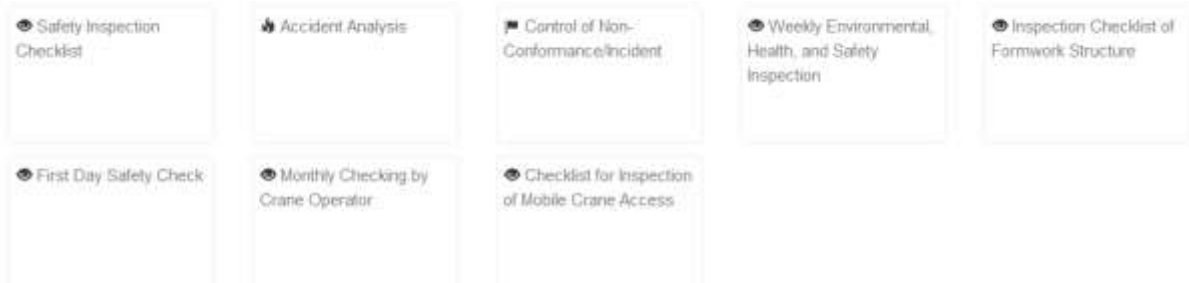 Safety Inspection
Checklist
Accident Analysis
Control of Non-
Conformance/Incident
Weekly Environmental,
Health, and Safety
Inspection
Inspection Checklist of
Formwork Structure
First Day Safety Check
Monthly Checking by
Crane Operator
Checklist for Inspection
of Mobile Crane Access